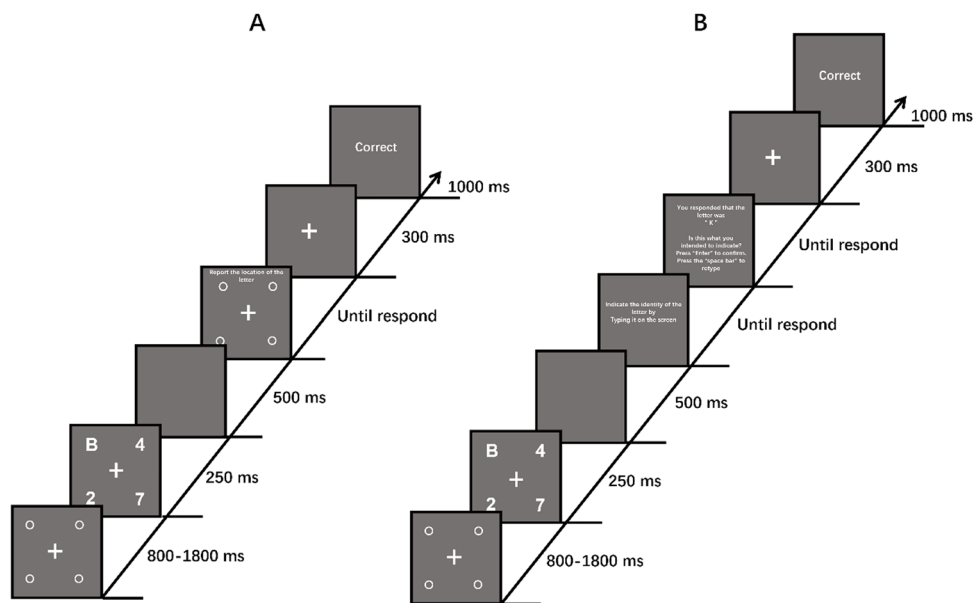 A
B
Correct
1000 ms
300 ms
Report the location of the
letter
Until respond
500 ms
B 4
2 7
250 ms
800-1800 ms
Correct
1000 ms
300 ms
You responded that the
letter was
" K "
Is this what you
intended to indicate?
Press "Enter" to confirm.
Press the "space bar" to
retype
Until respond
Indicate the identity of the
letter by
Typing it on the screen
Until respond
500 ms
B 4
2 7
250 ms
800-1800 ms